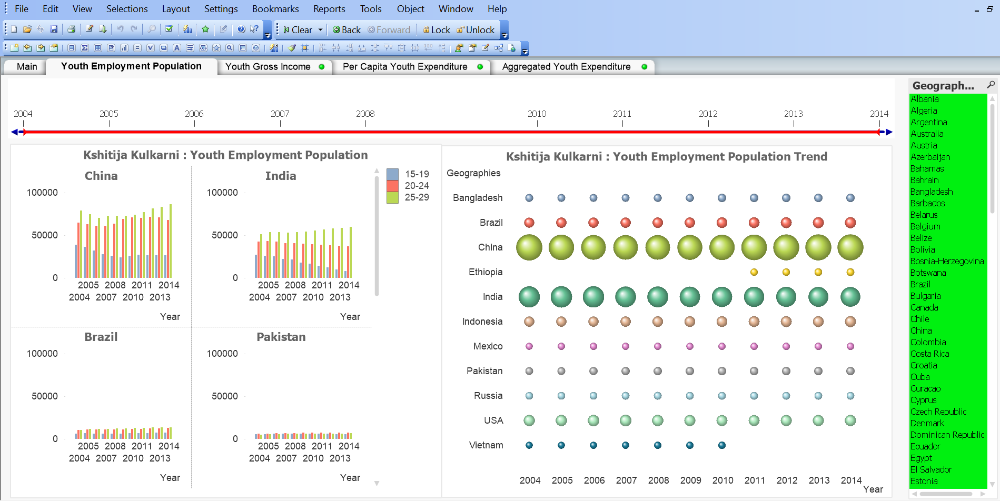 File Edit View Selections Layout Settings Bookmarks Reports Tools Object Window Help
Clear Back Forward Lock Unlock
Main Youth Employment Population Youth Gross Income Per Capita Youth Expenditure Aggregated Youth Expenditure
2004 2005 2006 2007 2008 2010 2011 2012 2013 2014
Kshitija Kulkarni : Youth Employment Population
China
100000
50000
0
2005 2008 2011 2014
2004 2007 2010 2013
Year
India
100000
50000
0
2005 2008 2011 2014
2004 2007 2010 2013
Year
15-19
20-24
25-29
Brazil
100000
50000
0
2005 2008 2011 2014
2004 2007 2010 2013
Year
Pakistan
100000
50000
0
2005 2008 2011 2014
2004 2007 2010 2013
Year
Kshitija Kulkarni : Youth Employment Population Trend
Geographies
Bangladesh
Brazil
China
Ethiopia
India
Indonesia
Mexico
Pakistan
Russia
USA
Vietnam
2004 2005 2006 2007 2008 2009 2010 2011 2012 2013 2014
Year
Geograph...
Albania
Algeria
Argentina
Australia
Austria
Azerbaijan
Bahamas
Bahrain
Bangladesh
Barbados
Belarus
Belgium
Belize
Bolivia
Bosnia-Herzegovina
Botswana
Brazil
Bulgaria
Canada
Chile
China
Colombia
Costa Rica
Croatia
Cuba
Curacao
Cyprus
Czech Republic
Denmark
Dominican Republic
Ecuador
Egypt
El Salvador
Estonia